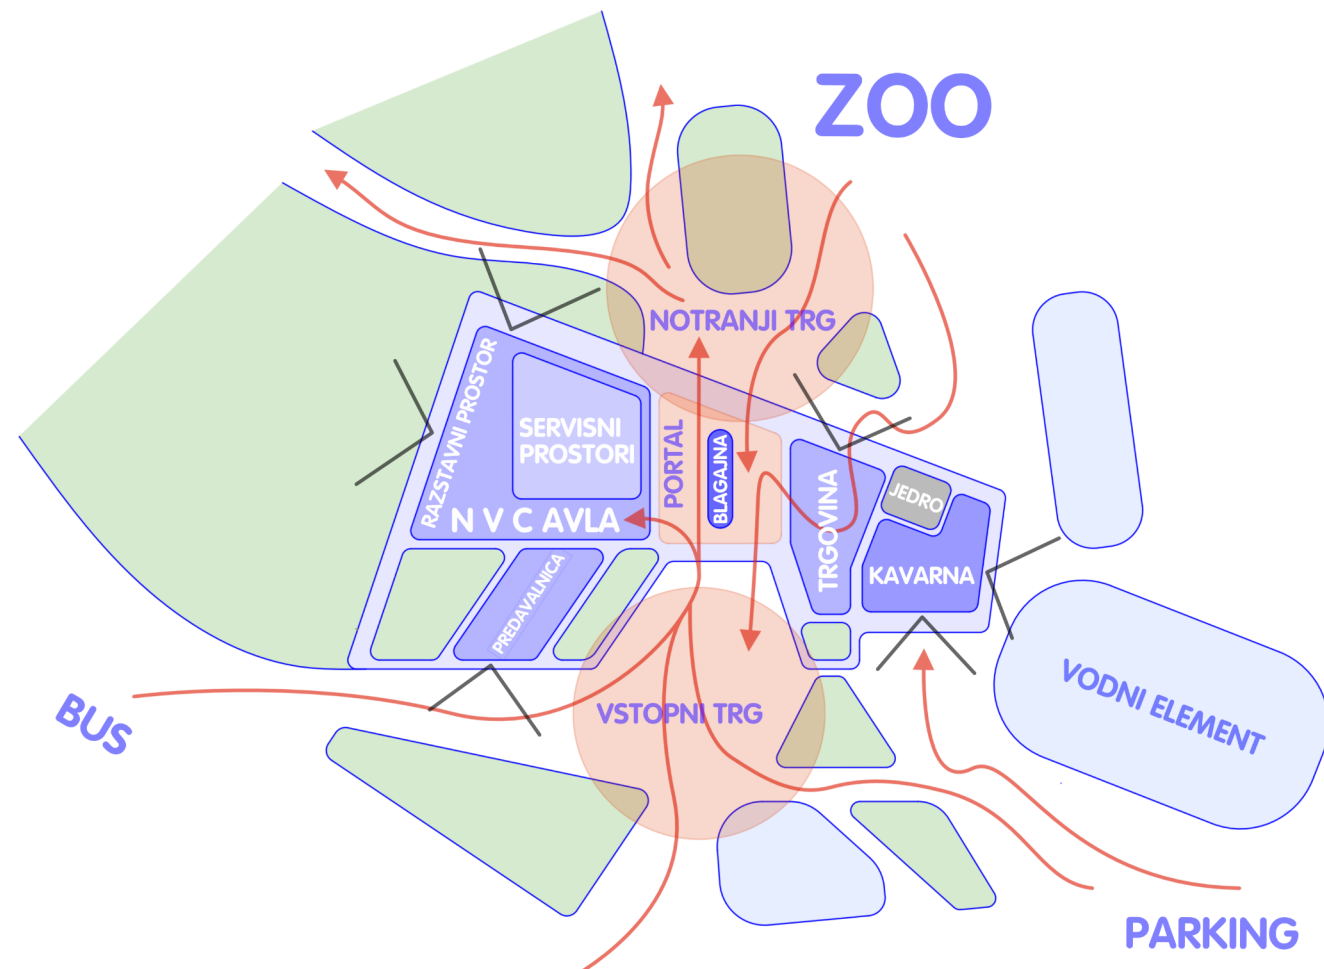 ZOO
NOTRANJI TRG
RAZSTAVNI PROSTOR
SERVISNI
PROSTORI
PORTAL
BLAGAJNA
TRGOVINA
JEDRO
N V C AVLA
KAVARNA
PREDAVALNICA
VSTOPNI TRG
BUS
VODNI ELEMENT
PARKING